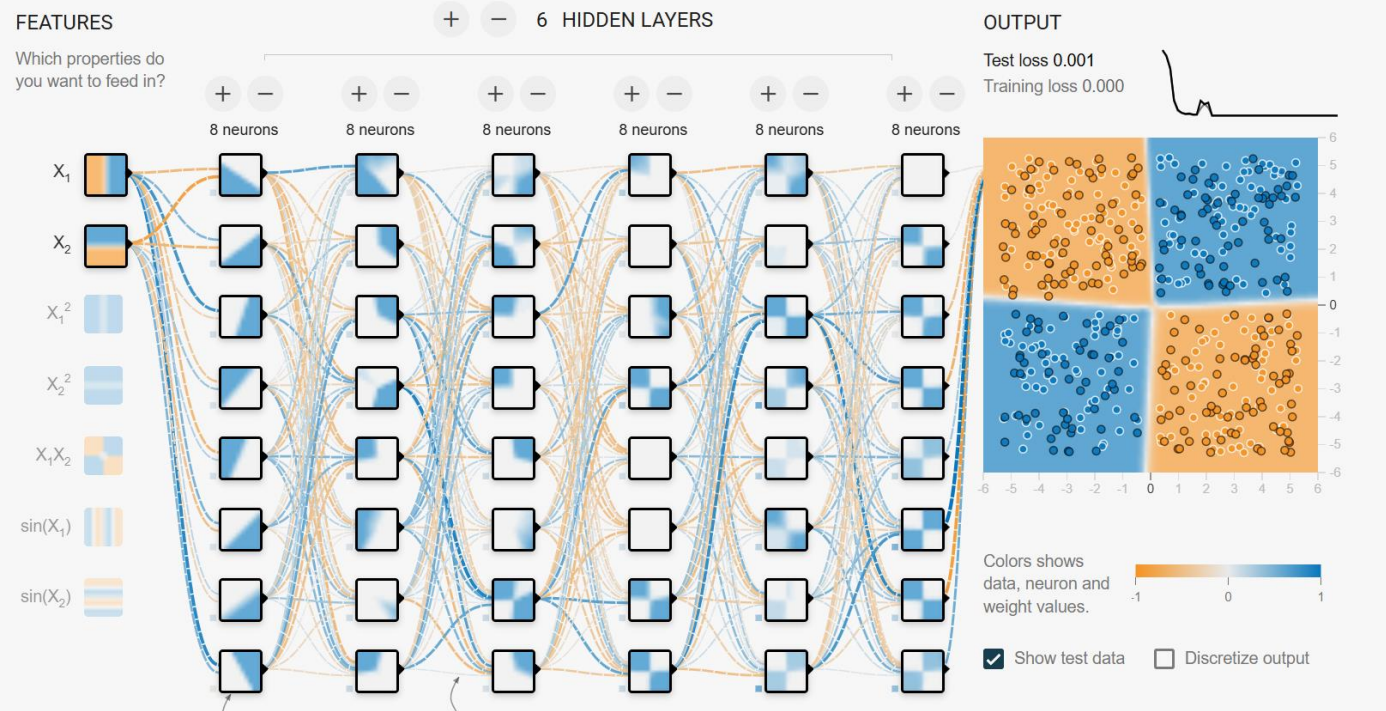 FEATURES
Which properties do
you want to feed in?
+ − 6 HIDDEN LAYERS
+ − + − + − + − + − + −
8 neurons 8 neurons 8 neurons 8 neurons 8 neurons 8 neurons
X1
X2
X1²
X2²
X1X2
sin(X1)
sin(X2)
OUTPUT
Test loss 0.001
Training loss 0.000
6
5
4
3
2
1
0
-1
-2
-3
-4
-5
-6
-6 -5 -4 -3 -2 -1 0 1 2 3 4 5 6
Colors shows
data, neuron and
weight values.
-1 0 1
Show test data Discretize output